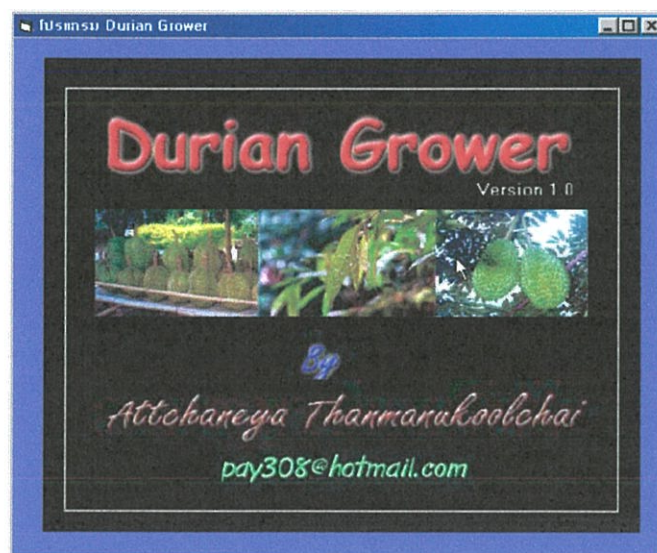 โปรแกรม Durian Grower
Durian Grower
Version 1.0
By
Attchaneya Thanmanukoolchai
pay308@hotmail.com